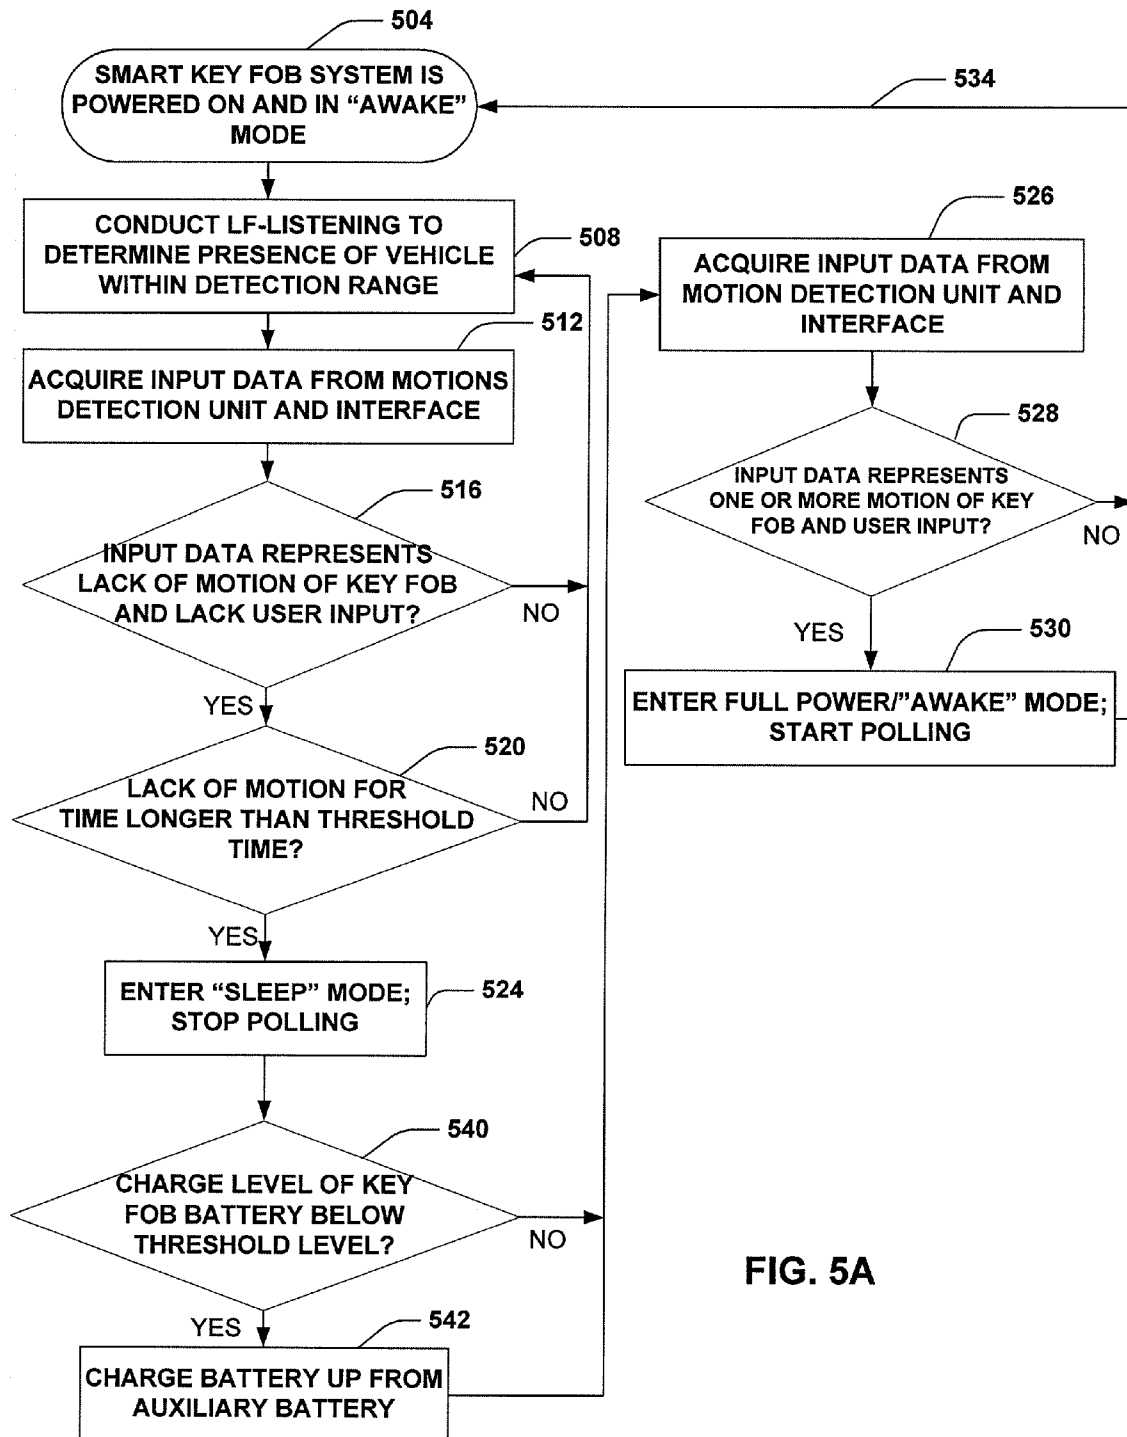 504
SMART KEY FOB SYSTEM IS
POWERED ON AND IN “AWAKE”
MODE
534
CONDUCT LF-LISTENING TO
DETERMINE PRESENCE OF VEHICLE
WITHIN DETECTION RANGE
508
512
ACQUIRE INPUT DATA FROM MOTIONS
DETECTION UNIT AND INTERFACE
516
INPUT DATA REPRESENTS
LACK OF MOTION OF KEY FOB
AND LACK USER INPUT?
NO
YES
520
LACK OF MOTION FOR
TIME LONGER THAN THRESHOLD
TIME?
NO
YES
ENTER “SLEEP” MODE;
STOP POLLING
524
540
CHARGE LEVEL OF KEY
FOB BATTERY BELOW
THRESHOLD LEVEL?
NO
YES
542
CHARGE BATTERY UP FROM
AUXILIARY BATTERY
526
ACQUIRE INPUT DATA FROM
MOTION DETECTION UNIT AND
INTERFACE
528
INPUT DATA REPRESENTS
ONE OR MORE MOTION OF KEY
FOB AND USER INPUT?
NO
YES
530
ENTER FULL POWER/”AWAKE” MODE;
START POLLING
FIG. 5A